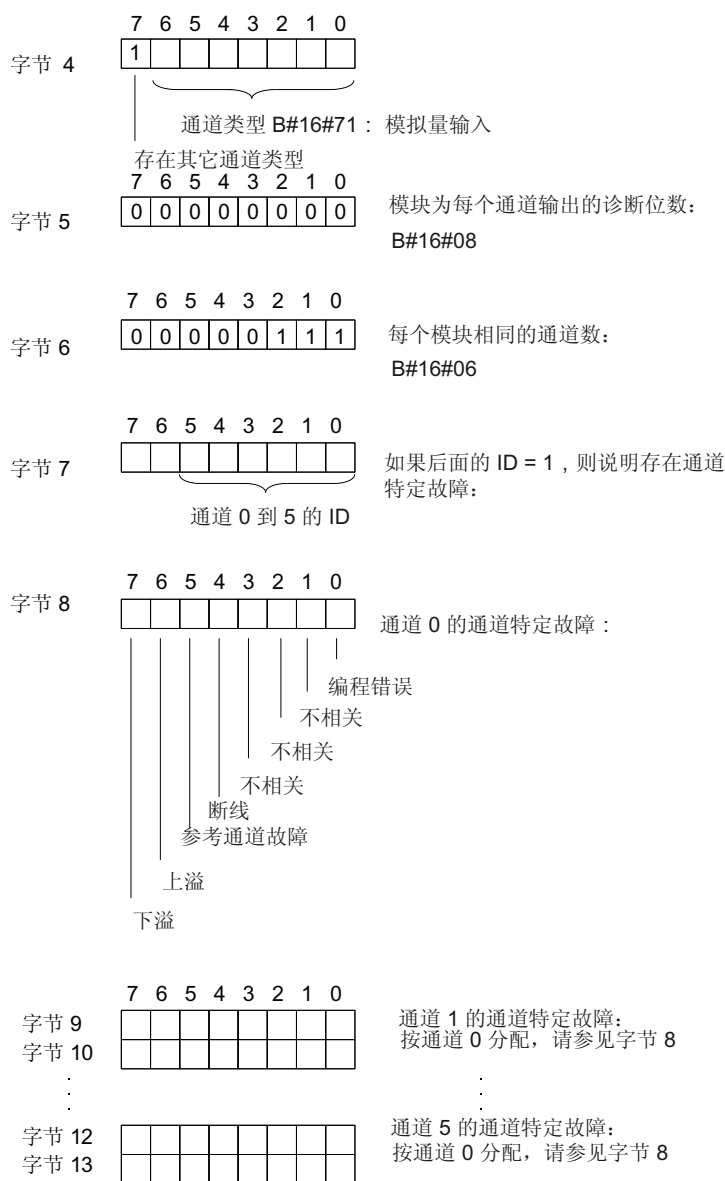 7 6 5 4 3 2 1 0
字节 4
1
通道类型 B#16#71： 模拟量输入
存在其它通道类型
7 6 5 4 3 2 1 0
字节 5
0 0 0 0 0 0 0 0
模块为每个通道输出的诊断位数：
B#16#08
7 6 5 4 3 2 1 0
字节 6
0 0 0 0 0 1 1 1
每个模块相同的通道数：
B#16#06
7 6 5 4 3 2 1 0
字节 7
如果后面的 ID = 1，则说明存在通道
特定故障：
通道 0 到 5 的 ID
7 6 5 4 3 2 1 0
字节 8
通道 0 的通道特定故障：
编程错误
不相关
不相关
不相关
断线
参考通道故障
上溢
下溢
7 6 5 4 3 2 1 0
字节 9
通道 1 的通道特定故障：
字节 10
按通道 0 分配，请参见字节 8
字节 12
通道 5 的通道特定故障：
字节 13
按通道 0 分配，请参见字节 8